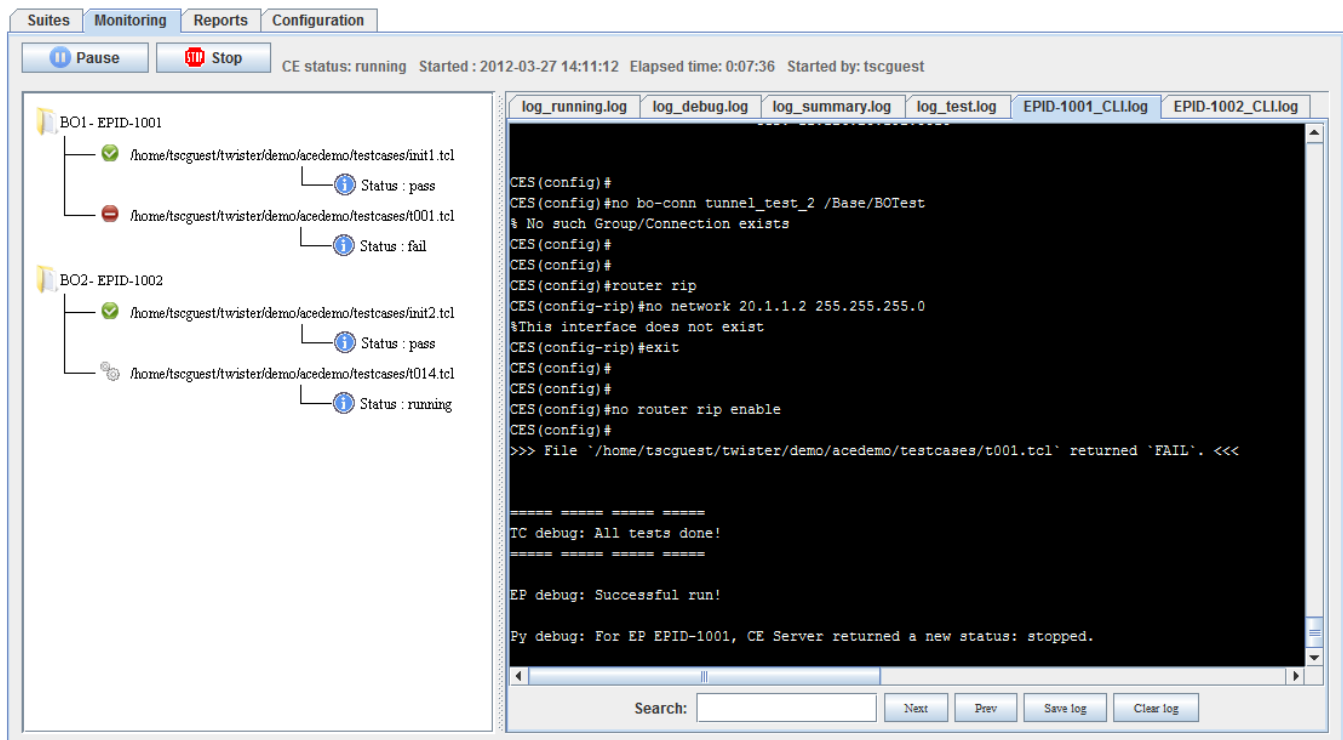 Suites Monitoring Reports Configuration
Pause Stop CE status: running Started : 2012-03-27 14:11:12 Elapsed time: 0:07:36 Started by: tscguest
BO1- EPID-1001
/home/tscguest/twister/demo/acedemo/testcases/init1.tcl
Status : pass
/home/tscguest/twister/demo/acedemo/testcases/t001.tcl
Status : fail
BO2- EPID-1002
/home/tscguest/twister/demo/acedemo/testcases/init2.tcl
Status : pass
/home/tscguest/twister/demo/acedemo/testcases/t014.tcl
Status : running
log_running.log log_debug.log log_summary.log log_test.log EPID-1001_CLI.log EPID-1002_CLI.log
CES(config)#
CES(config)#no bo-conn tunnel_test_2 /Base/BOTest
% No such Group/Connection exists
CES(config)#
CES(config)#
CES(config)#router rip
CES(config-rip)#no network 20.1.1.2 255.255.255.0
%This interface does not exist
CES(config-rip)#exit
CES(config)#
CES(config)#
CES(config)#no router rip enable
CES(config)#
>>> File `/home/tscguest/twister/demo/acedemo/testcases/t001.tcl` returned `FAIL`. <<<
===== ===== ===== =====
TC debug: All tests done!
===== ===== ===== =====
EP debug: Successful run!
Py debug: For EP EPID-1001, CE Server returned a new status: stopped.
Search: Next Prev Save log Clear log